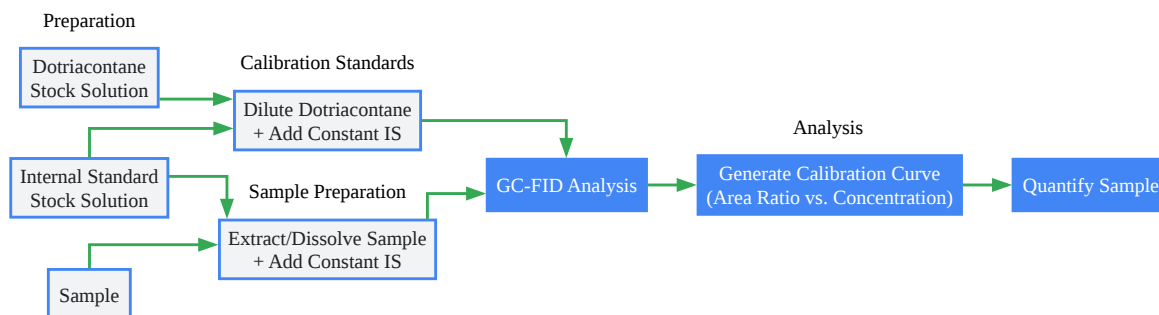 Preparation
Dotriacontane
Stock Solution
Internal Standard
Stock Solution
Sample
Calibration Standards
Dilute Dotriacontane
+ Add Constant IS
Sample Preparation
Extract/Dissolve Sample
+ Add Constant IS
GC-FID Analysis
Analysis
Generate Calibration Curve
(Area Ratio vs. Concentration)
Quantify Sample